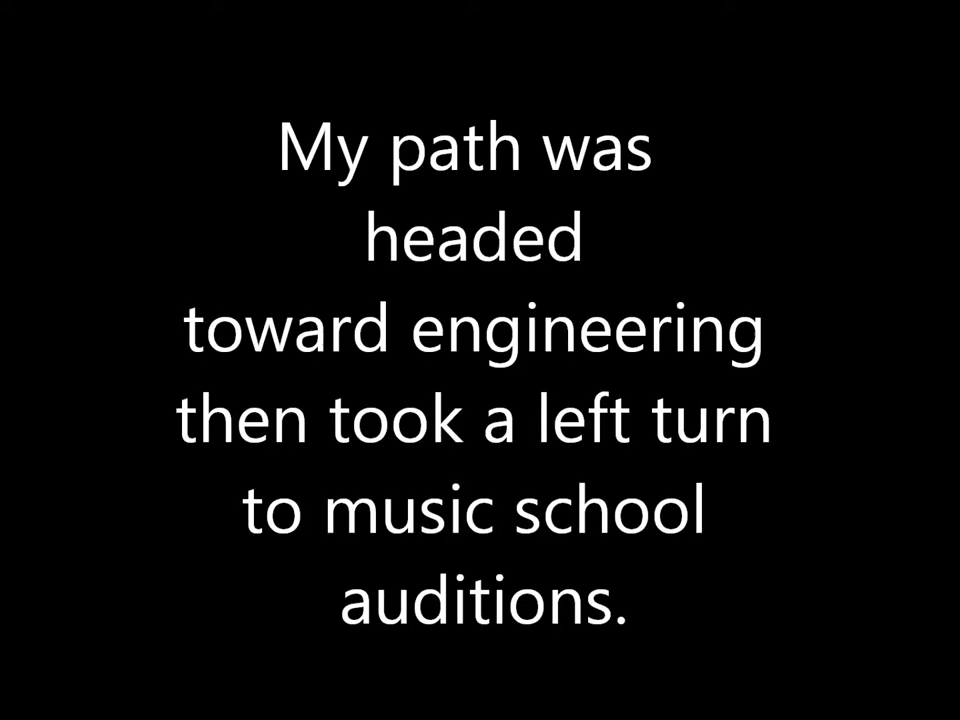 My path was
headed
toward engineering
then took a left turn
to music school
auditions.